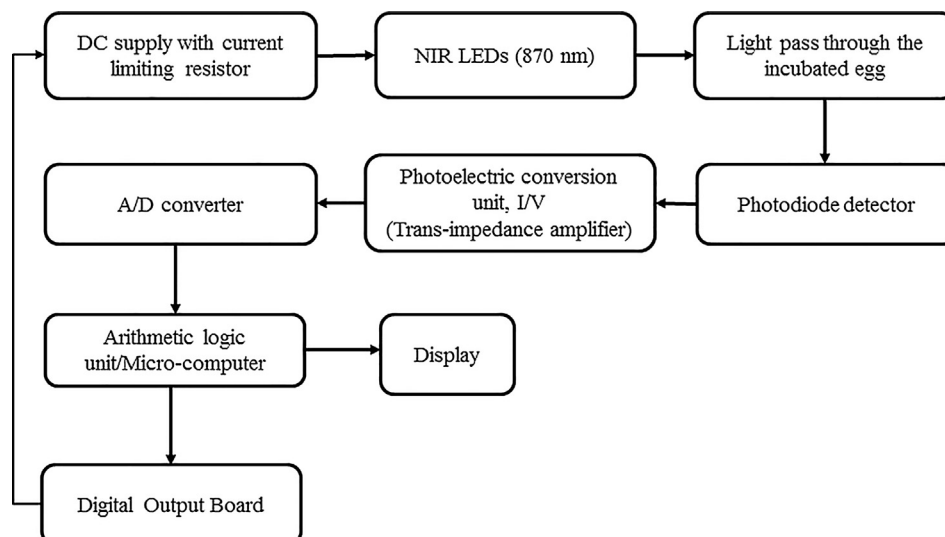 DC supply with current
limiting resistor
NIR LEDs (870 nm)
Light pass through the
incubated egg
Photodiode detector
Photoelectric conversion
unit, I/V
(Trans-impedance amplifier)
A/D converter
Arithmetic logic
unit/Micro-computer
Display
Digital Output Board